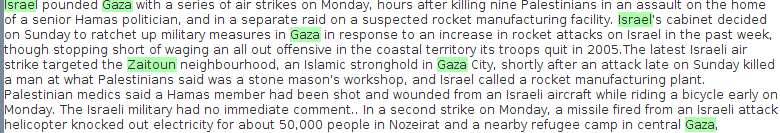 Israel pounded Gaza with a series of air strikes on Monday, hours after killing nine Palestinians in an assault on the home
of a senor Hamas politician, and in a separate raid on a suspected rocket manufacturing facility. Israel's cabinet decided
on Sunday to ratchet up military measures in Gaza in response to an increase in rocket attacks on Israel in the past week,
though stopping short of waging an all out offensive in the coastal territory its troops quit in 2005.The latest Israeli air
strike targeted the Zaitoun neighbourhood, an Islamic stronghold in Gaza City, shortly after an attack late on Sunday killed
a man at what Palestinians said was a stone mason's workshop, and Israel called a rocket manufacturing plant.
Palestinian medics said a Hamas member had been shot and wounded from an Israeli aircraft while riding a bicycle early on
Monday. The Israeli military had no immediate comment.. In a second strike on Monday, a missile fired from an Israeli attack
helicopter knocked out electricity for about 50,000 people in Nozeirat and a nearby refugee camp in central Gaza,